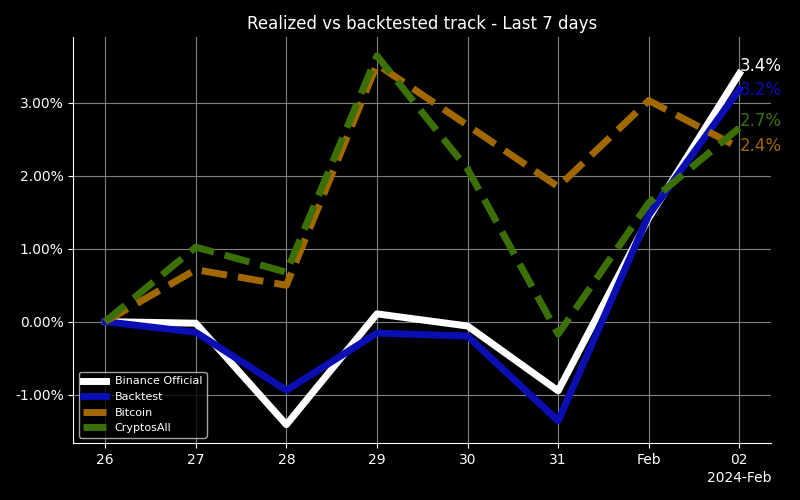 Realized vs backtested track - Last 7 days
3.4%
3.2%
2.7%
2.4%
3.00%
2.00%
1.00%
0.00%
-1.00%
Binance Official
Backtest
Bitcoin
CryptosAll
26 27 28 29 30 31 Feb 02
2024-Feb